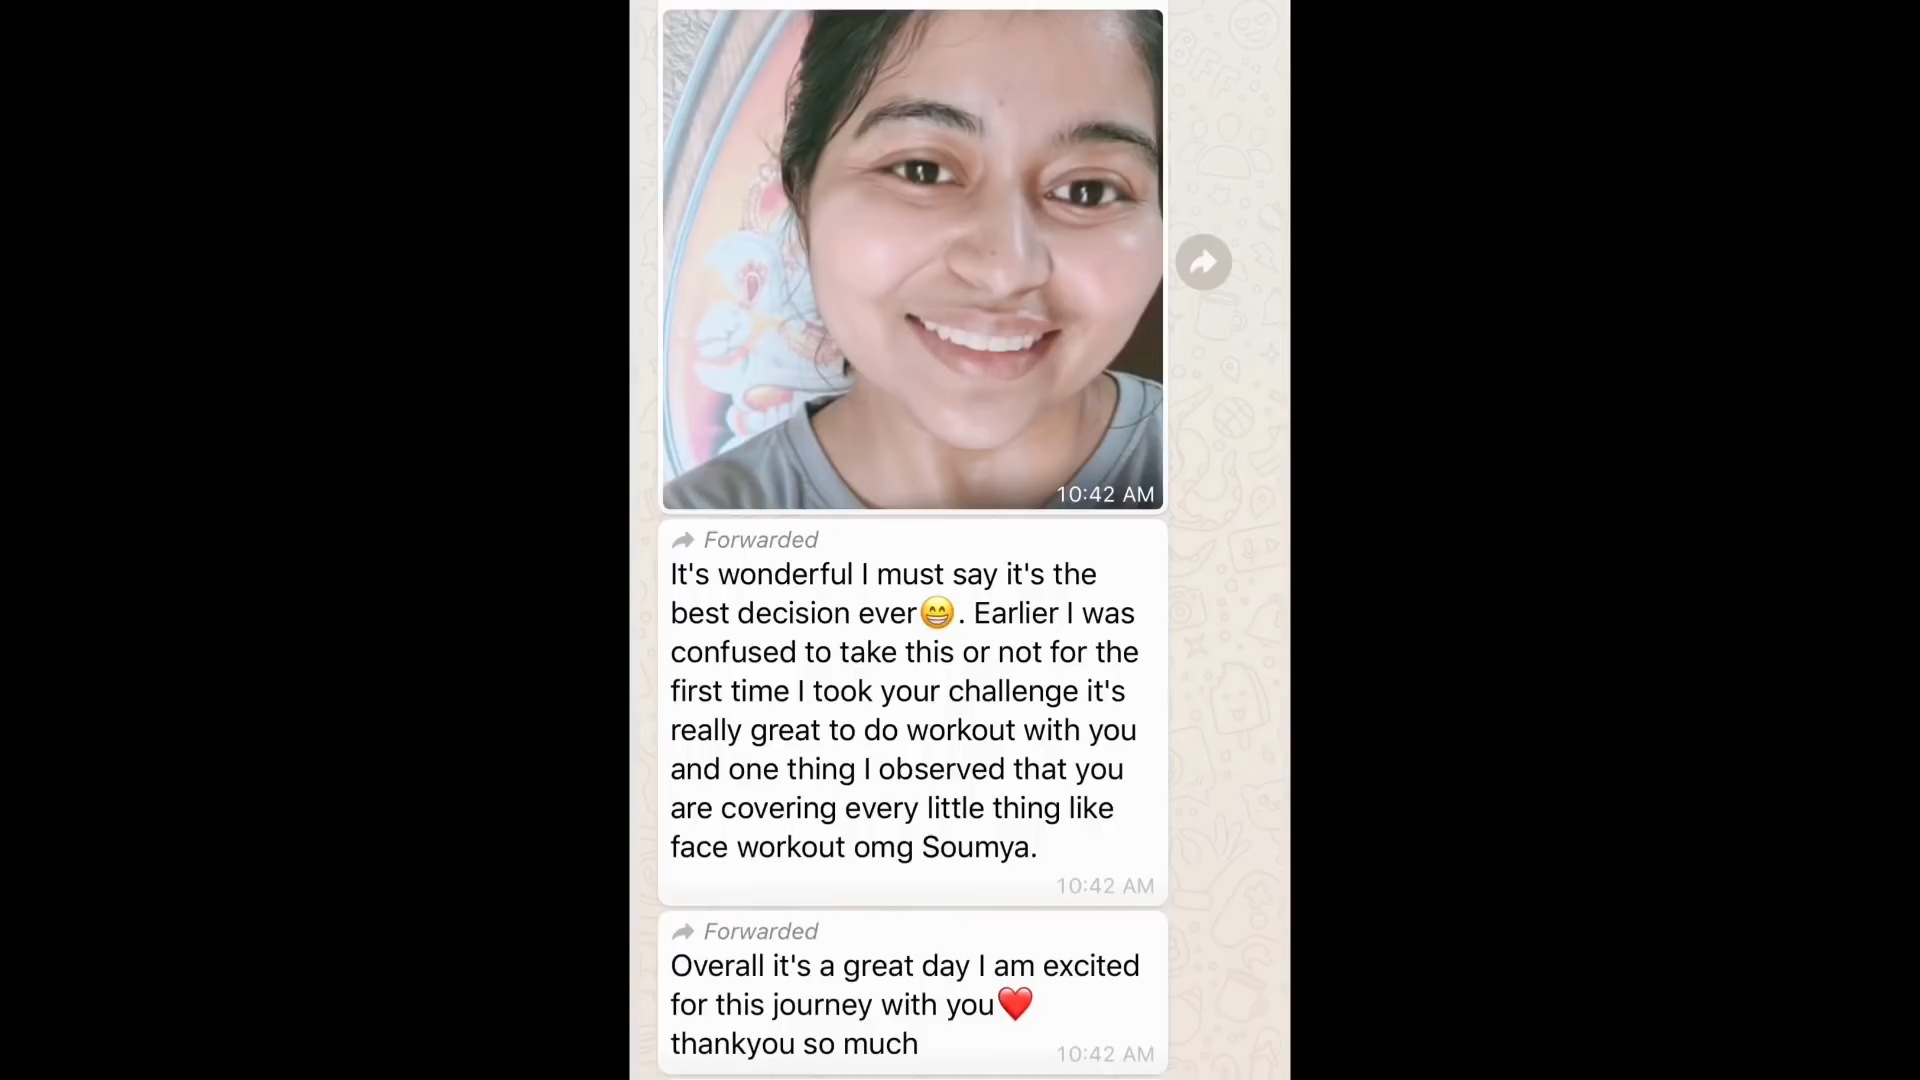 10:42 AM
Forwarded
It's wonderful I must say it's the
best decision ever😁. Earlier I was
confused to take this or not for the
first time I took your challenge it's
really great to do workout with you
and one thing I observed that you
are covering every little thing like
face workout omg Soumya.
10:42 AM
Forwarded
Overall it's a great day I am excited
for this journey with you❤️
thankyou so much
10:42 AM